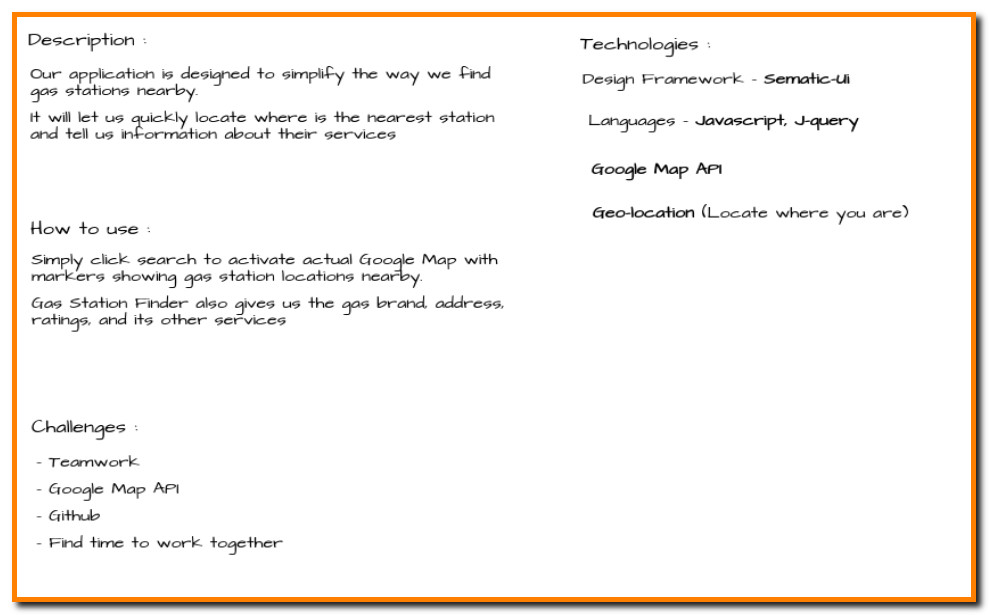 Description :
Our application is designed to simplify the way we find
gas stations nearby.
It will let us quickly locate where is the nearest station
and tell us information about their services
How to use :
Simply click search to activate actual Google Map with
markers showing gas station locations nearby.
Gas Station Finder also gives us the gas brand, address,
ratings, and its other services
Challenges :
- Teamwork
- Google Map API
- Github
- Find time to work together
Technologies :
Design Framework - Sematic-Ui
Languages - Javascript, J-query
Google Map API
Geo-location (Locate where you are)